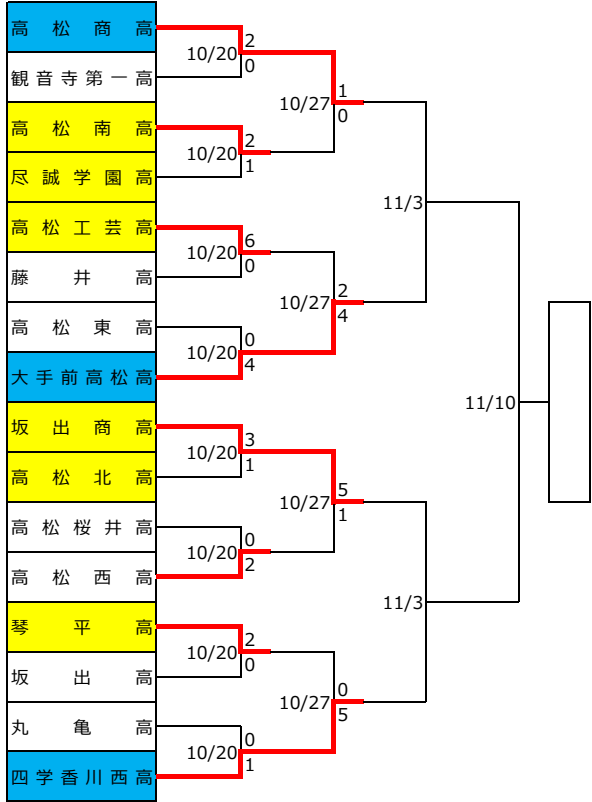 高松商高
2
10/20
0
観音寺第一高
1
10/27
0
高松南高
2
10/20
1
尽誠学園高
11/3
高松工芸高
6
10/20
0
藤井高
2
10/27
4
高松東高
0
10/20
4
大手前高松高
11/10
坂出商高
3
10/20
1
高松北高
5
10/27
1
高松桜井高
0
10/20
2
高松西高
11/3
琴平高
2
10/20
0
坂出高
0
10/27
5
丸亀高
0
10/20
1
四学香川西高